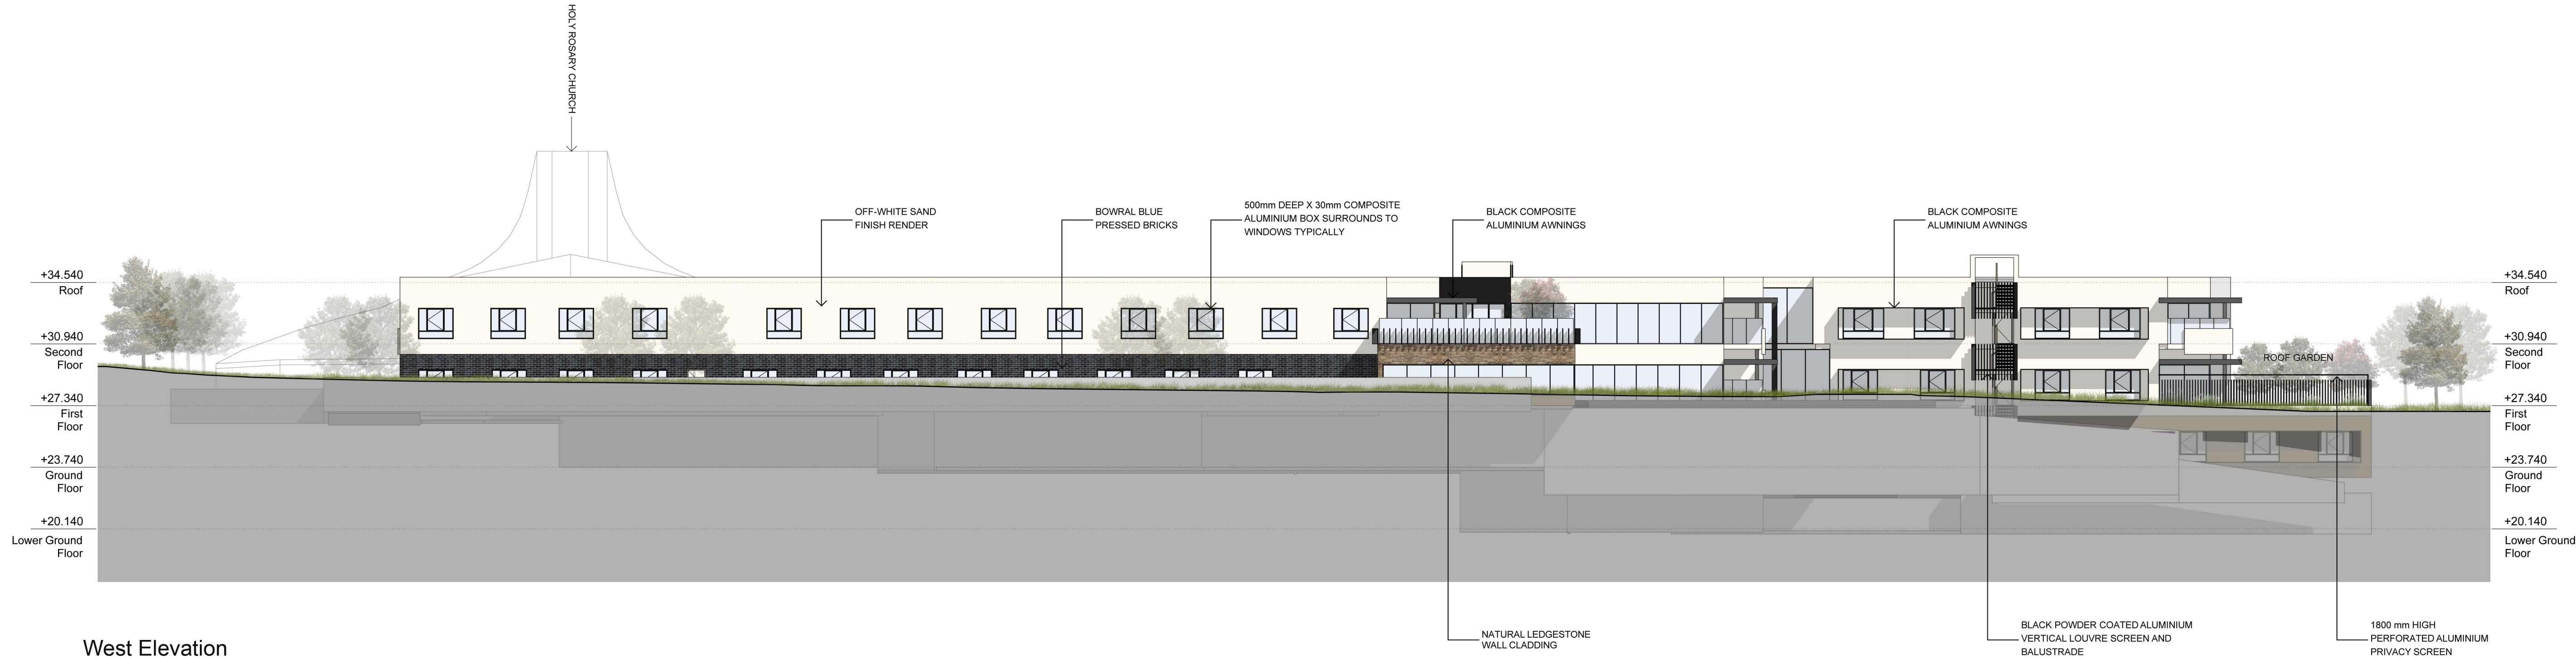 HOLY ROSARY CHURCH
OFF-WHITE SAND
FINISH RENDER
BOWRAL BLUE
PRESSED BRICKS
500mm DEEP X 30mm COMPOSITE
ALUMINIUM BOX SURROUNDS TO
WINDOWS TYPICALLY
BLACK COMPOSITE
ALUMINIUM AWNINGS
BLACK COMPOSITE
ALUMINIUM AWNINGS
+34.540
Roof
+30.940
Second
Floor
+27.340
First
Floor
+23.740
Ground
Floor
+20.140
Lower Ground
Floor
ROOF GARDEN
+34.540
Roof
+30.940
Second
Floor
+27.340
First
Floor
+23.740
Ground
Floor
+20.140
Lower Ground
Floor
NATURAL LEDGESTONE
WALL CLADDING
BLACK POWDER COATED ALUMINIUM
VERTICAL LOUVRE SCREEN AND
BALUSTRADE
1800 mm HIGH
PERFORATED ALUMINIUM
PRIVACY SCREEN
West Elevation